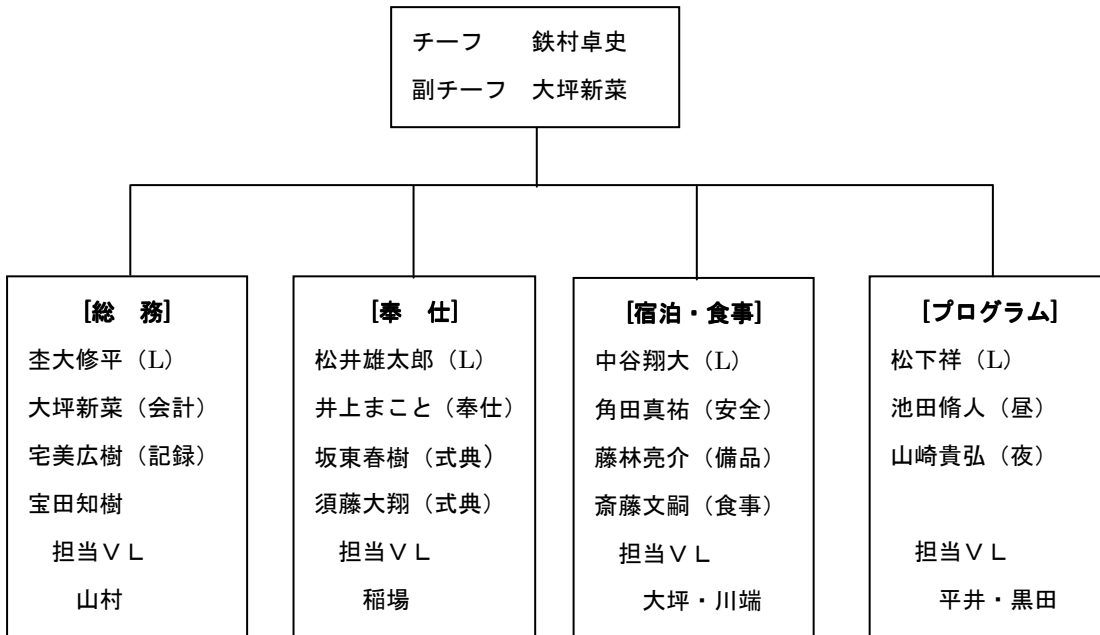 チーフ　　鉄村卓史
副チーフ　大坪新菜
[総　務]
杢大修平（L）
大坪新菜（会計）
宅美広樹（記録）
宝田知樹
担当ＶＬ
山村
[奉　仕]
松井雄太郎（L）
井上まこと（奉仕）
坂東春樹（式典）
須藤大翔（式典）
担当ＶＬ
稲場
[宿泊・食事]
中谷翔大（L）
角田真祐（安全）
藤林亮介（備品）
斎藤文嗣（食事）
担当ＶＬ
大坪・川端
[プログラム]
松下祥（L）
池田脩人（昼）
山崎貴弘（夜）
担当ＶＬ
平井・黒田